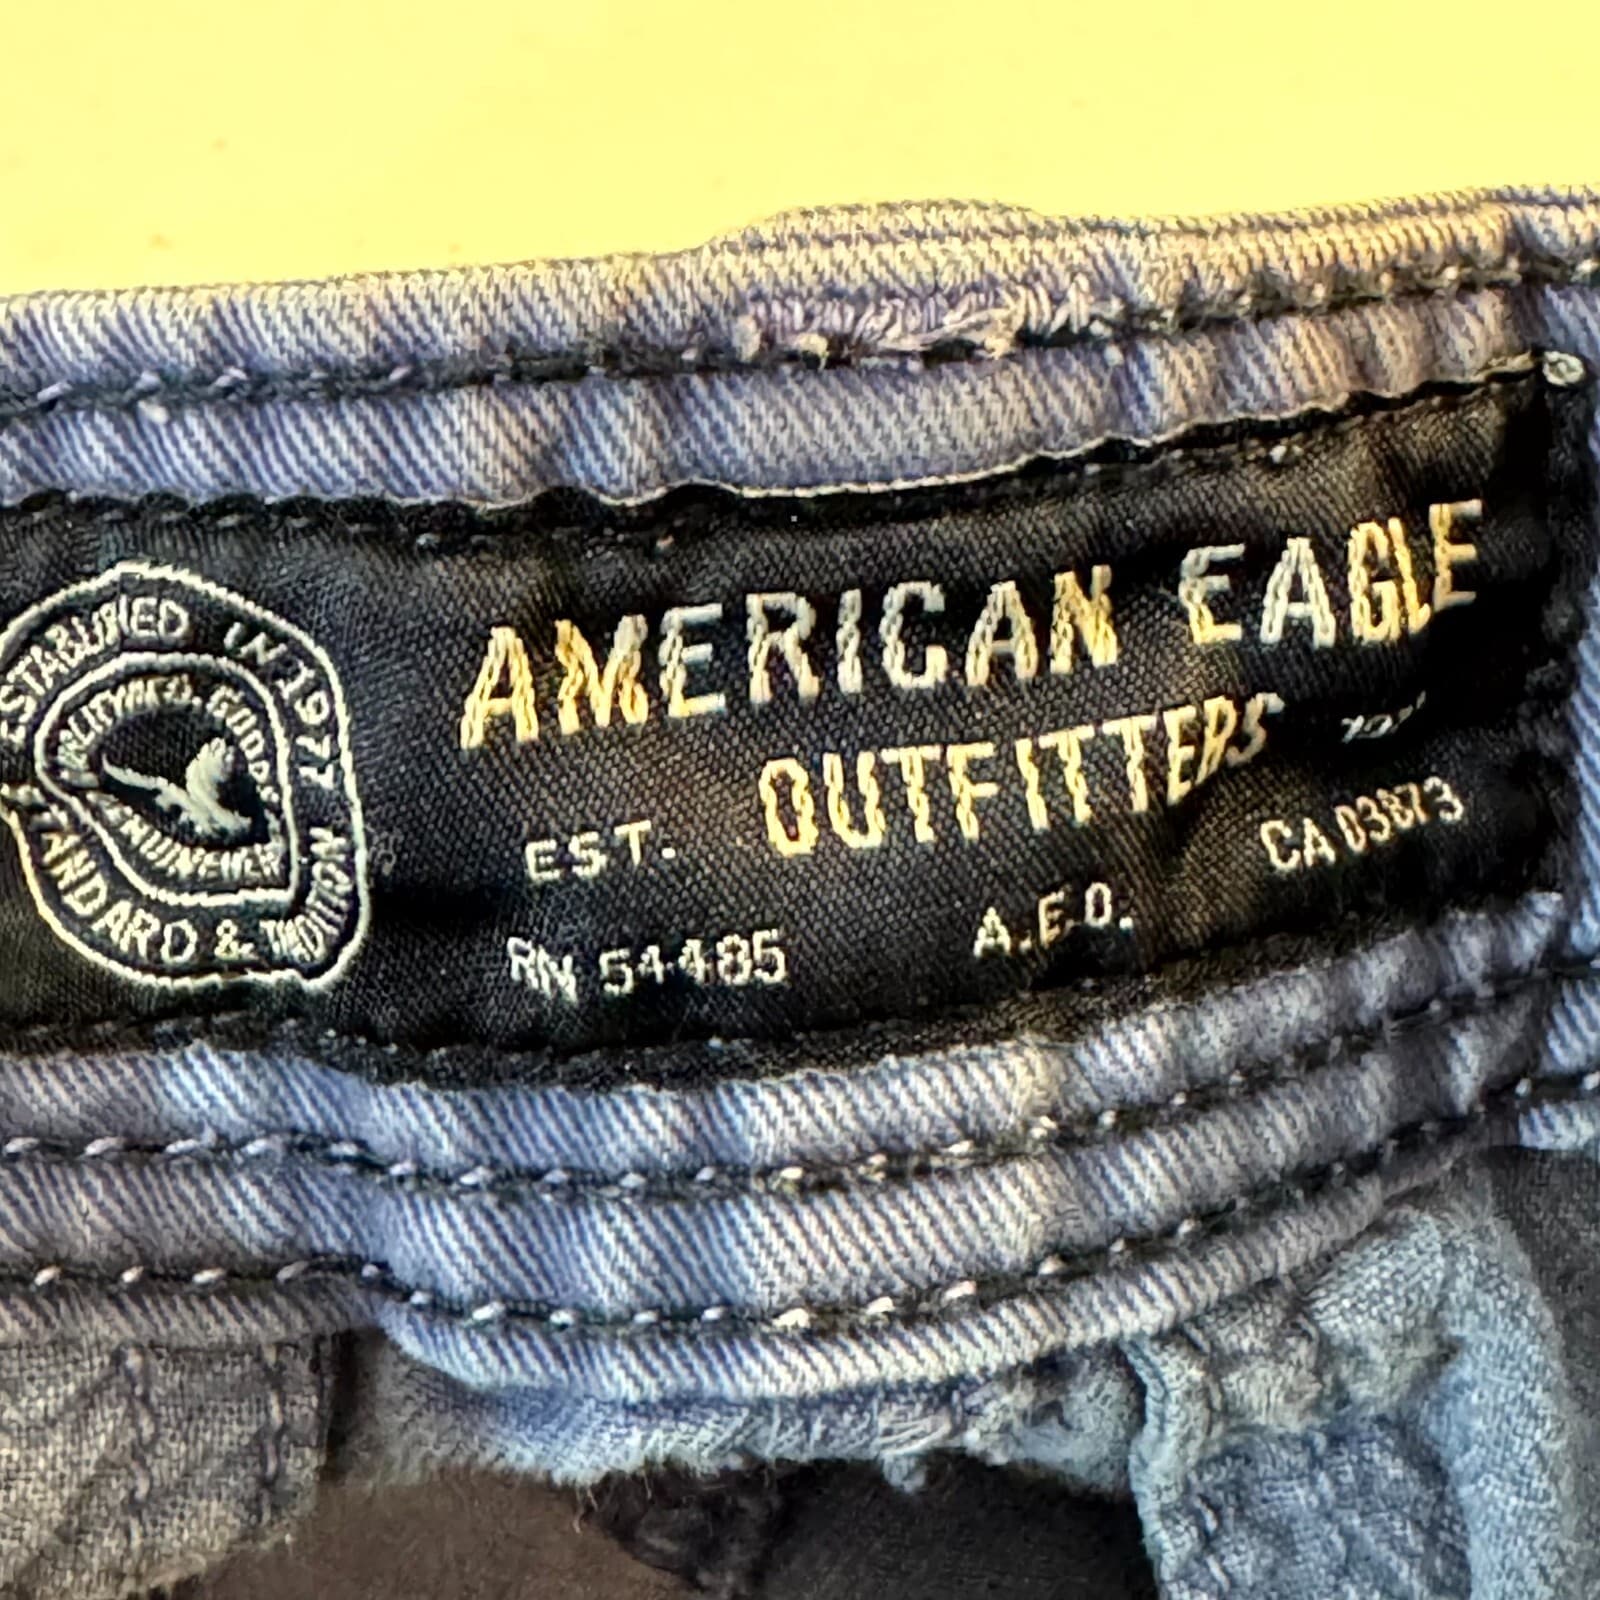 ESTABLISHED IN 1977
STANDARD & TRADITION
AMERICAN EAGLE
OUTFITTERS
EST.
RN 54485
A.E.O.
CA 03873